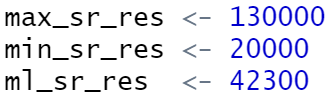 max_sr_res <- 130000
min_sr_res <- 20000
ml_sr_res  <- 42300